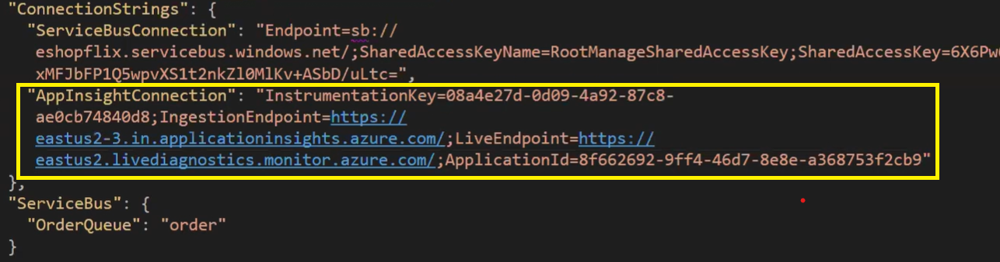 "ConnectionStrings": {
"ServiceBusConnection": "Endpoint=sb://
eshopflix.servicebus.windows.net/;SharedAccessKeyName=RootManageSharedAccessKey;SharedAccessKey=6X6Pw
xMFJbFP1Q5wpvXS1t2nkZl0MlKv+ASbD/uLtc=",
"AppInsightConnection": "InstrumentationKey=08a4e27d-0d09-4a92-87c8-
ae0cb74840d8;IngestionEndpoint=https://
eastus2-3.in.applicationinsights.azure.com/;LiveEndpoint=https://
eastus2.livediagnostics.monitor.azure.com/;ApplicationId=8f662692-9ff4-46d7-8e8e-a368753f2cb9"
},
"ServiceBus": {
"OrderQueue": "order"
}